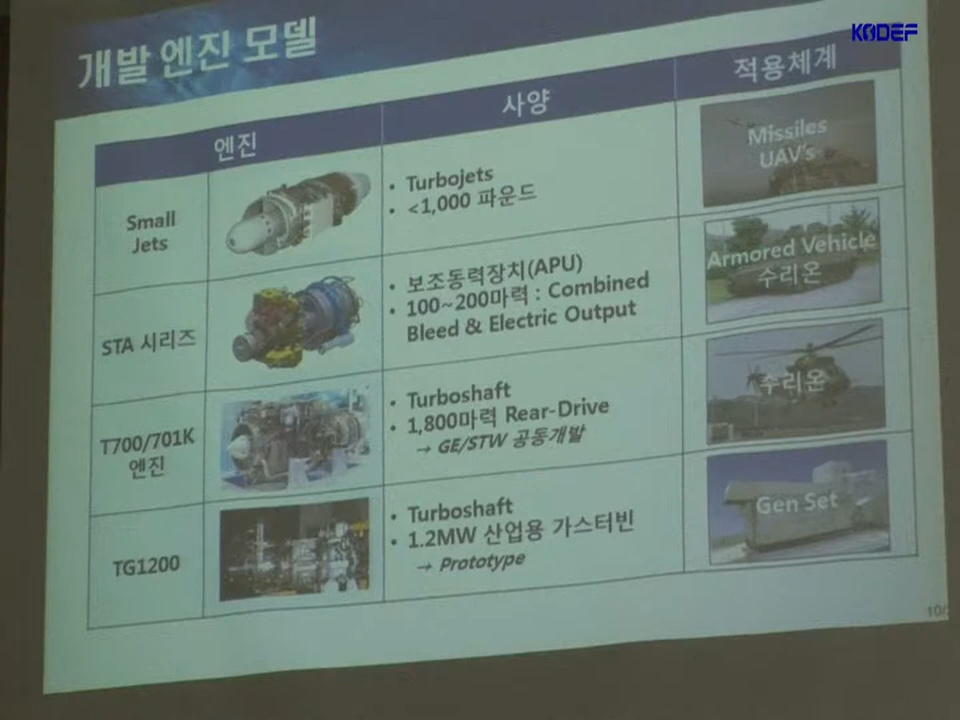 KODEF
개발 엔진 모델
엔진
사양
적용체계
Small
Jets
• Turbojets
• <1,000 파운드
Missiles
UAV's
STA 시리즈
• 보조동력장치(APU)
• 100~200마력 : Combined
Bleed & Electric Output
Armored Vehicle
수리온
T700/701K
엔진
• Turboshaft
• 1,800마력 Rear-Drive
→ GE/STW 공동개발
수리온
TG1200
• Turboshaft
• 1.2MW 산업용 가스터빈
→ Prototype
Gen Set